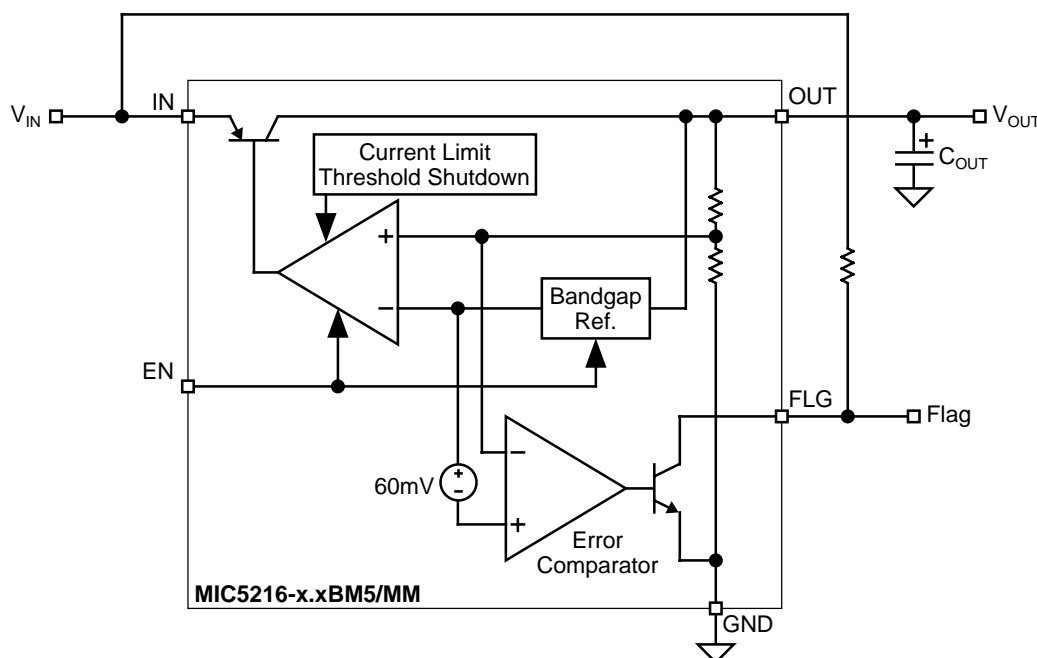 IN
OUT
VIN
VOUT
Current Limit
Threshold Shutdown
+
COUT
+
−
Bandgap
Ref.
EN
FLG
Flag
−
60mV
+
−
+
Error
Comparator
MIC5216-x.xBM5/MM
GND